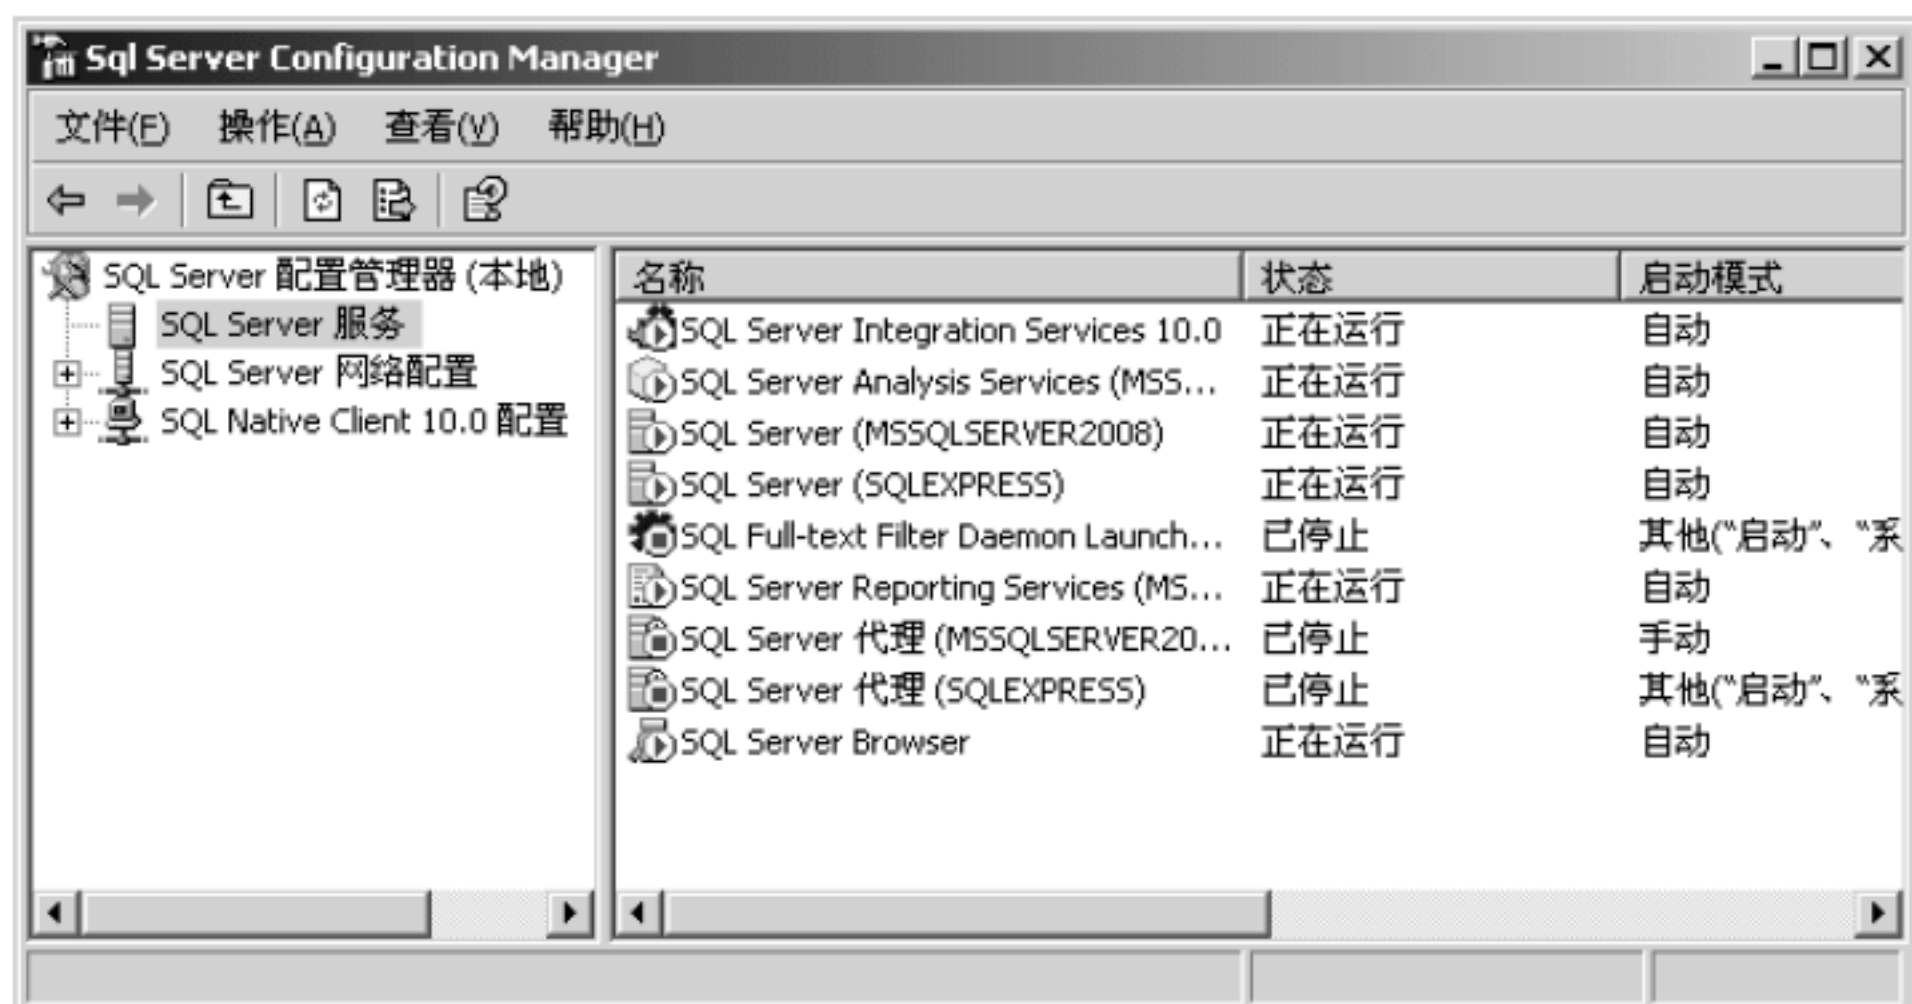 Sql Server Configuration Manager
文件(F) 操作(A) 查看(V) 帮助(H)
SQL Server 配置管理器 (本地)
SQL Server 服务
SQL Server 网络配置
SQL Native Client 10.0 配置
名称 状态 启动模式
SQL Server Integration Services 10.0 正在运行 自动
SQL Server Analysis Services (MSS... 正在运行 自动
SQL Server (MSSQLSERVER2008) 正在运行 自动
SQL Server (SQLEXPRESS) 正在运行 自动
SQL Full-text Filter Daemon Launch... 已停止 其他("启动"、"系
SQL Server Reporting Services (MS... 正在运行 自动
SQL Server 代理 (MSSQLSERVER20... 已停止 手动
SQL Server 代理 (SQLEXPRESS) 已停止 其他("启动"、"系
SQL Server Browser 正在运行 自动